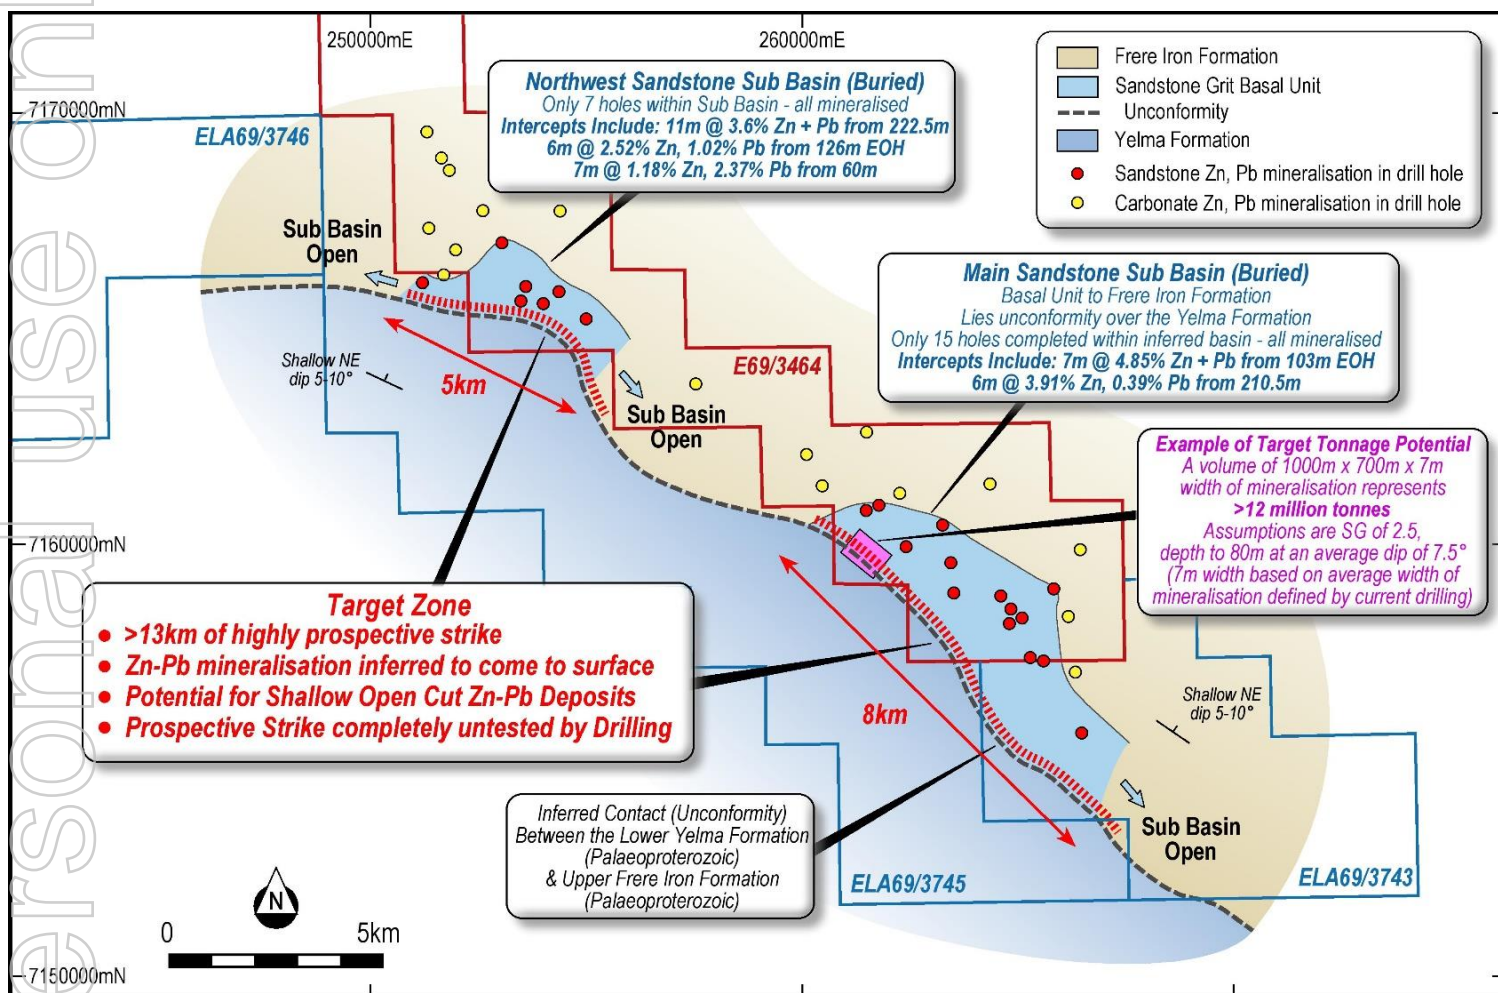 ersonal use on
250000mE
260000mE
7170000mN
7160000mN
7150000mN
Frere Iron Formation
Sandstone Grit Basal Unit
Unconformity
Yelma Formation
Sandstone Zn, Pb mineralisation in drill hole
Carbonate Zn, Pb mineralisation in drill hole
Northwest Sandstone Sub Basin (Buried)
Only 7 holes within Sub Basin - all mineralised
Intercepts Include: 11m @ 3.6% Zn + Pb from 222.5m
6m @ 2.52% Zn, 1.02% Pb from 126m EOH
7m @ 1.18% Zn, 2.37% Pb from 60m
ELA69/3746
Sub Basin
Open
Main Sandstone Sub Basin (Buried)
Basal Unit to Frere Iron Formation
Lies unconformity over the Yelma Formation
Only 15 holes completed within inferred basin - all mineralised
Intercepts Include: 7m @ 4.85% Zn + Pb from 103m EOH
6m @ 3.91% Zn, 0.39% Pb from 210.5m
Shallow NE
dip 5-10°
5km
E69/3464
Sub Basin
Open
Example of Target Tonnage Potential
A volume of 1000m x 700m x 7m
width of mineralisation represents
>12 million tonnes
Assumptions are SG of 2.5,
depth to 80m at an average dip of 7.5°
(7m width based on average width of
mineralisation defined by current drilling)
Target Zone
>13km of highly prospective strike
Zn-Pb mineralisation inferred to come to surface
Potential for Shallow Open Cut Zn-Pb Deposits
Prospective Strike completely untested by Drilling
8km
Shallow NE
dip 5-10°
Inferred Contact (Unconformity)
Between the Lower Yelma Formation
(Palaeoproterozoic)
& Upper Frere Iron Formation
(Palaeoproterozoic)
Sub Basin
Open
ELA69/3745
ELA69/3743
N
0 5km